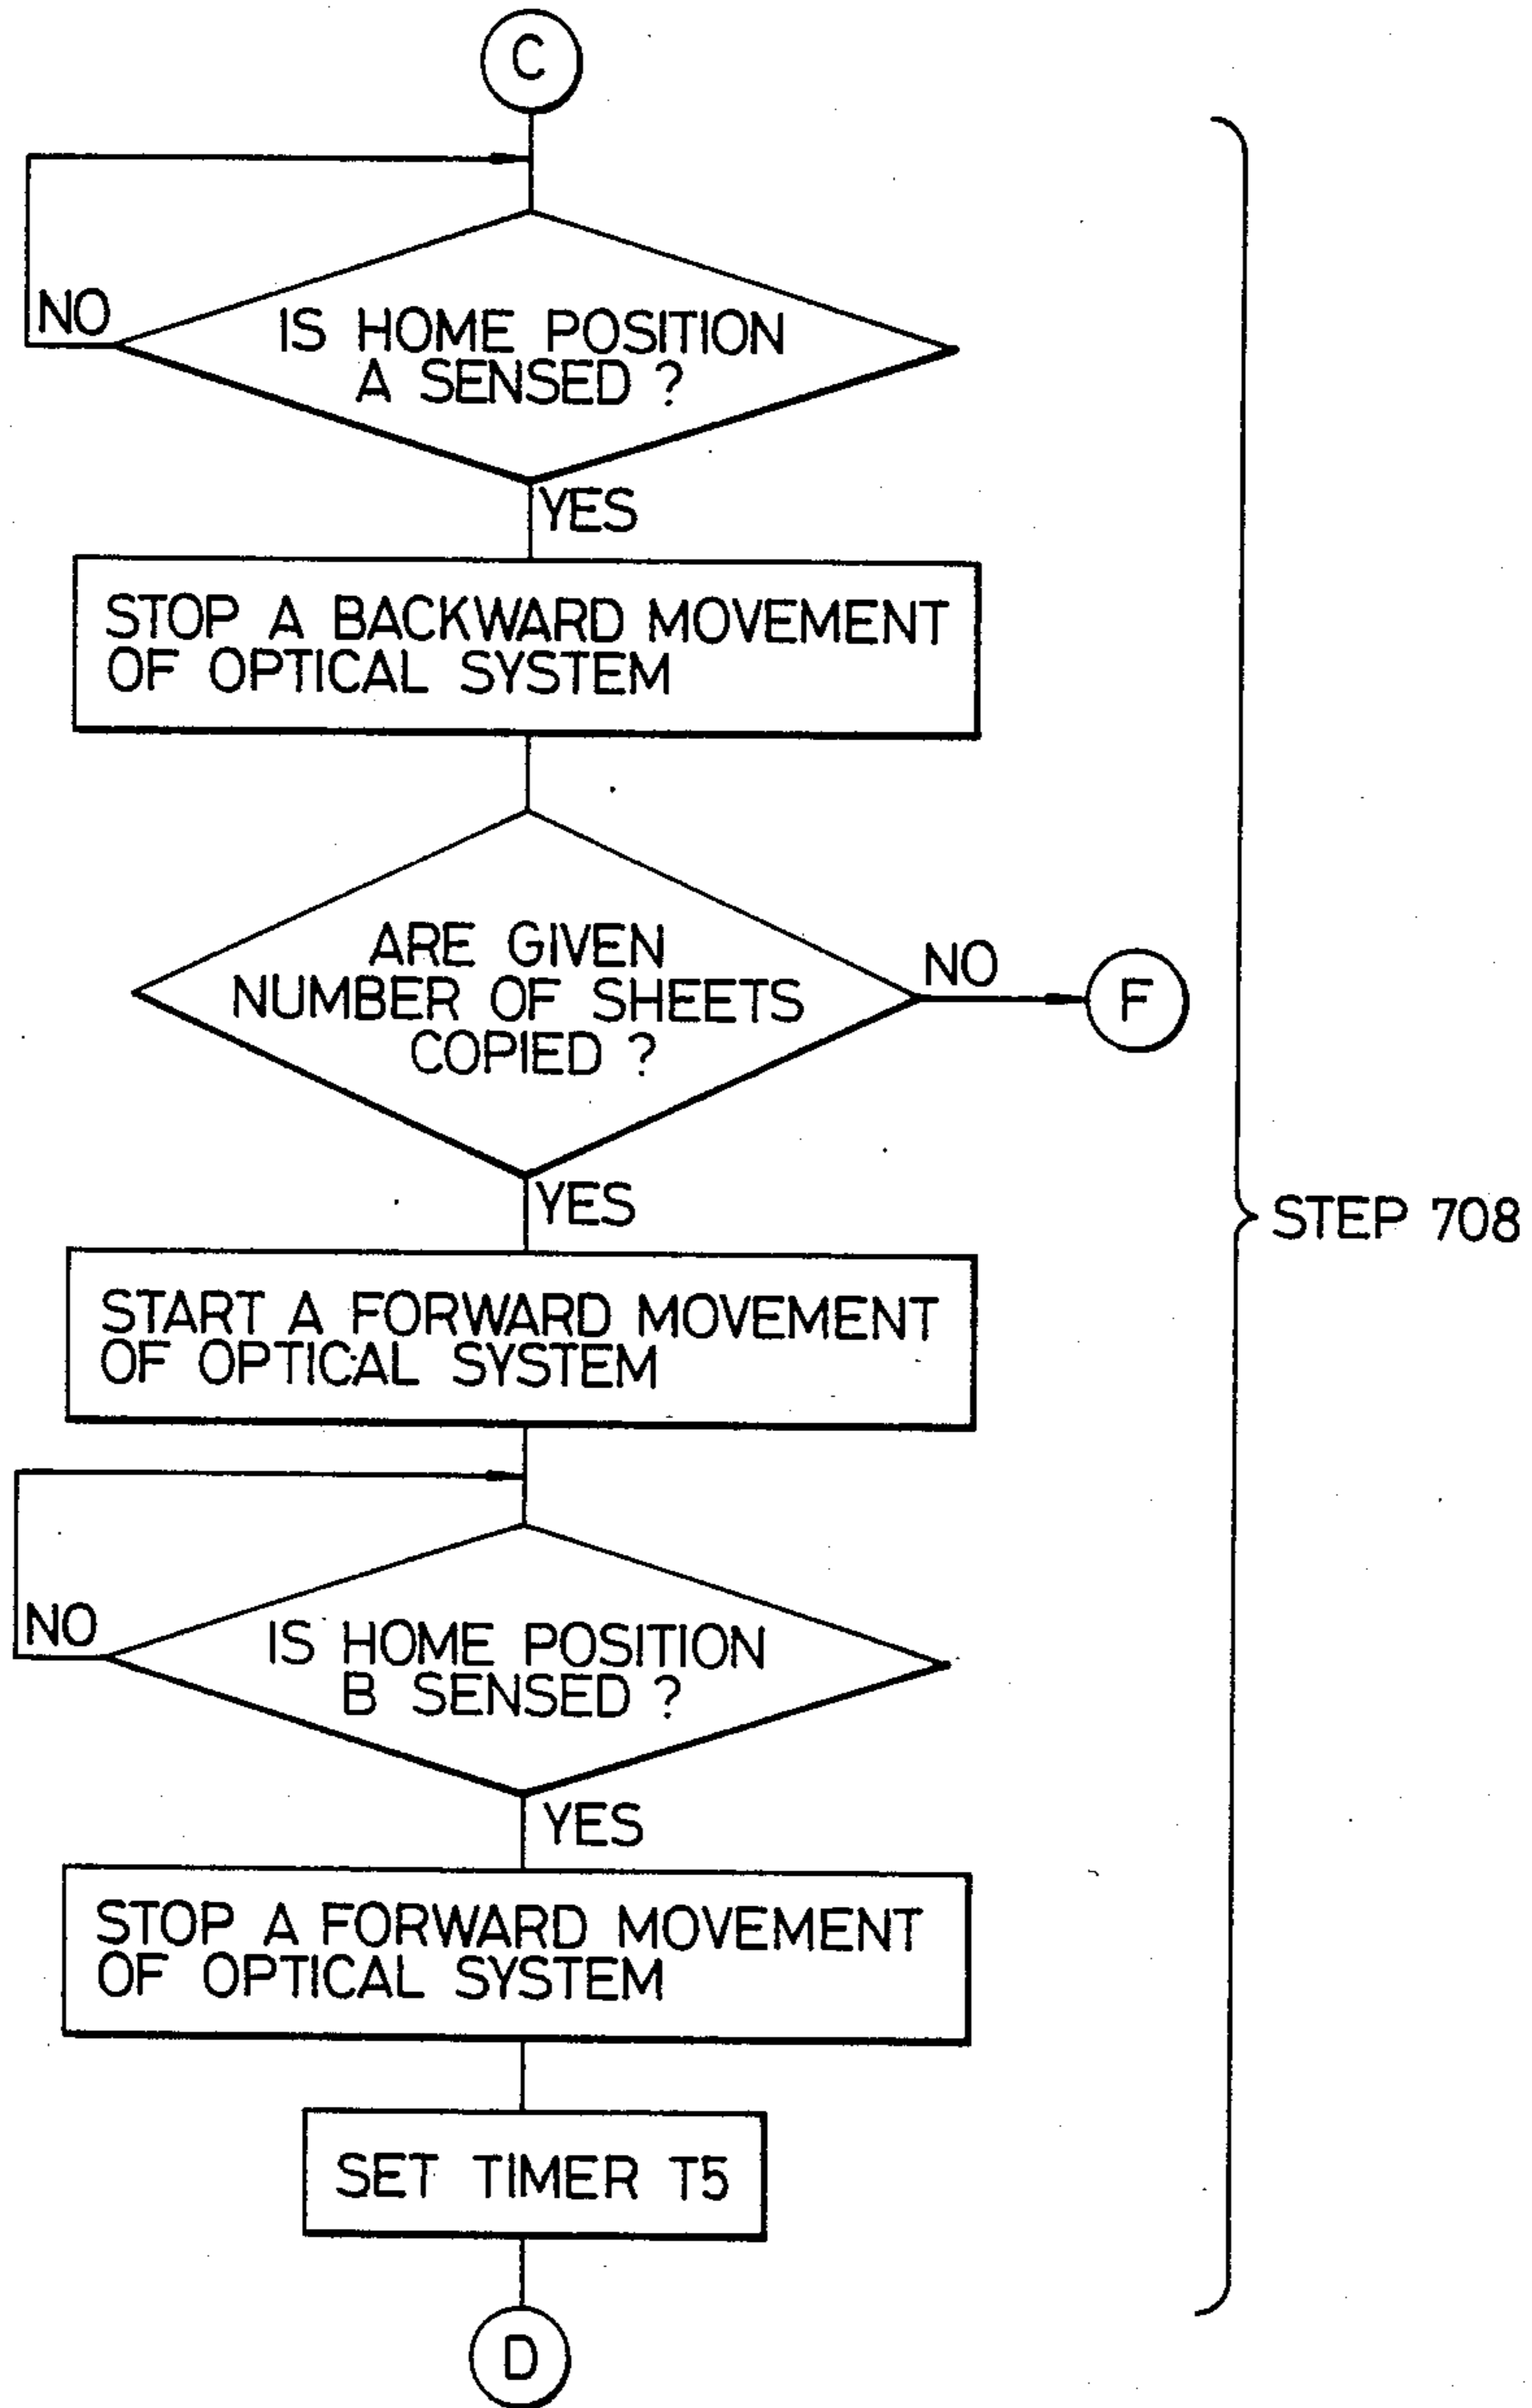 C
NO
IS HOME POSITION
A SENSED ?
YES
STOP A BACKWARD MOVEMENT
OF OPTICAL SYSTEM
ARE GIVEN
NUMBER OF SHEETS
COPIED ?
NO
F
YES
STEP 708
START A FORWARD MOVEMENT
OF OPTICAL SYSTEM
NO
IS HOME POSITION
B SENSED ?
YES
STOP A FORWARD MOVEMENT
OF OPTICAL SYSTEM
SET TIMER T5
D